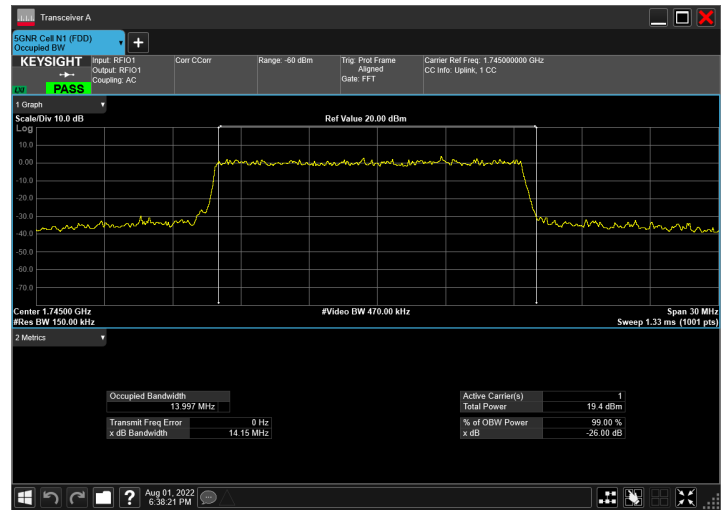 Transceiver A
5GNR Cell N1 (FDD)
Occupied BW
KEYSIGHT
PASS
Input: RFIO1
Output: RFIO1
Coupling: AC
Corr CCorr
Range: -60 dBm
Trig: Prot Frame
Aligned
Gate: FFT
Carrier Ref Freq: 1.745000000 GHz
CC Info: Uplink, 1 CC
1 Graph
Scale/Div 10.0 dB
Ref Value 20.00 dBm
Log
10.0
0.00
-10.0
-20.0
-30.0
-40.0
-50.0
-60.0
-70.0
Center 1.74500 GHz
#Video BW 470.00 kHz
Span 30 MHz
#Res BW 150.00 kHz
Sweep 1.33 ms (1001 pts)
2 Metrics
Occupied Bandwidth
13.997 MHz
Transmit Freq Error 0 Hz
x dB Bandwidth 14.15 MHz
Active Carrier(s) 1
Total Power 19.4 dBm
% of OBW Power 99.00 %
x dB -26.00 dB
Aug 01, 2022
6:38:21 PM